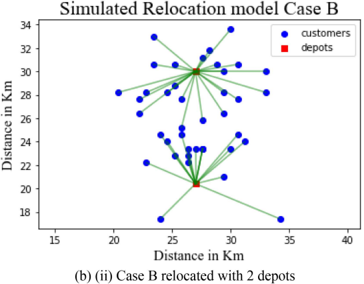 Simulated Relocation model Case B
customers
depots
Distance in Km
34
32
30
28
26
24
22
20
18
15
20
25
30
35
40
Distance in Km
(b) (ii) Case B relocated with 2 depots